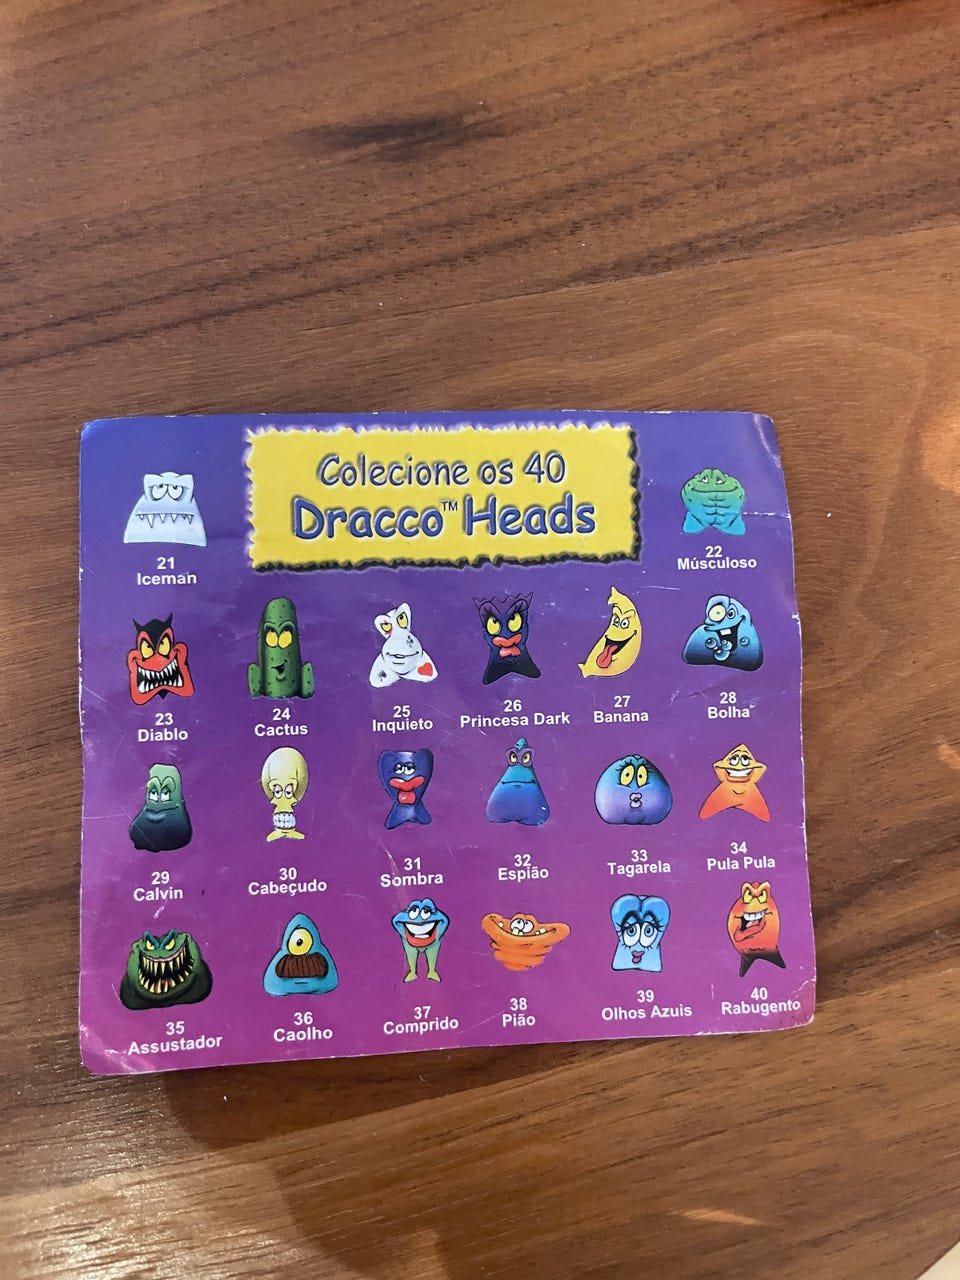 Colecione os 40
Dracco™ Heads
21
Iceman
22
Músculoso
23
Diablo
24
Cactus
25
Inquieto
26
Princesa Dark
27
Banana
28
Bolha
29
Calvin
30
Cabeçudo
31
Sombra
32
Espião
33
Tagarela
34
Pula Pula
35
Assustador
36
Caolho
37
Comprido
38
Pião
39
Olhos Azuis
40
Rabugento